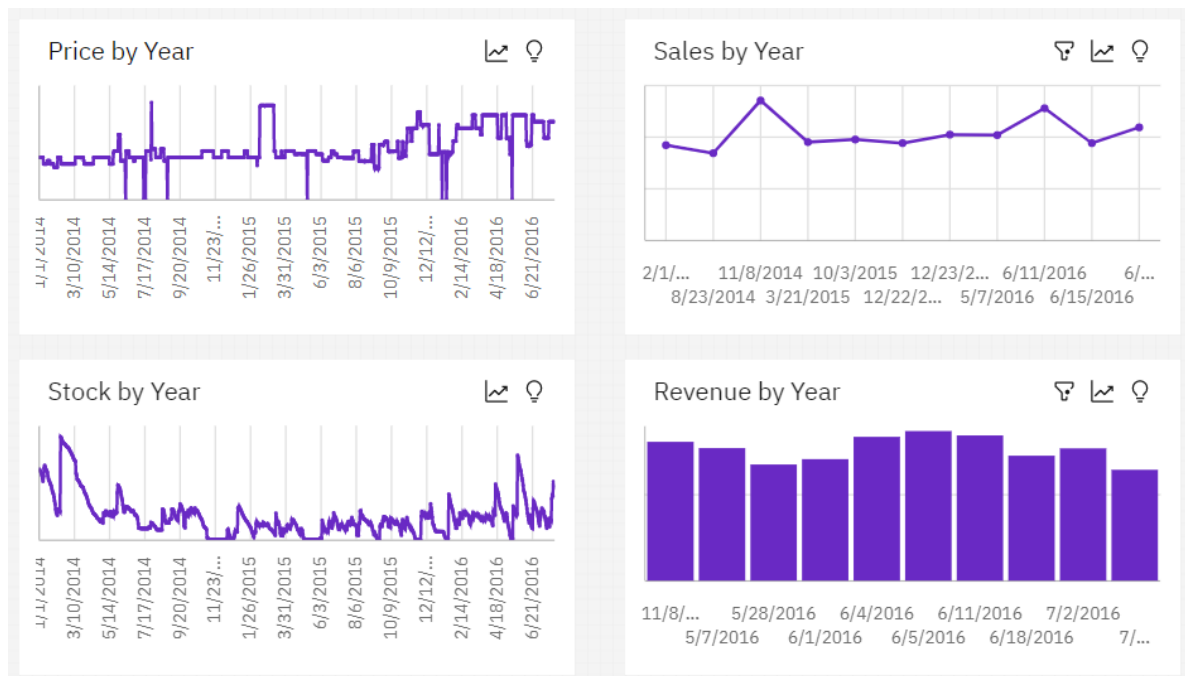 Price by Year
1/1/2014 3/10/2014 5/14/2014 7/17/2014 9/20/2014 11/23/... 1/26/2015 3/31/2015 6/3/2015 8/6/2015 10/9/2015 12/12/... 2/14/2016 4/18/2016 6/21/2016
Sales by Year
2/1/... 11/8/2014 10/3/2015 12/23/2... 6/11/2016 6/...
8/23/2014 3/21/2015 12/22/2... 5/7/2016 6/15/2016
Stock by Year
1/1/2014 3/10/2014 5/14/2014 7/17/2014 9/20/2014 11/23/... 1/26/2015 3/31/2015 6/3/2015 8/6/2015 10/9/2015 12/12/... 2/14/2016 4/18/2016 6/21/2016
Revenue by Year
11/8/... 5/28/2016 6/4/2016 6/11/2016 7/2/2016
5/7/2016 6/1/2016 6/5/2016 6/18/2016 7/...